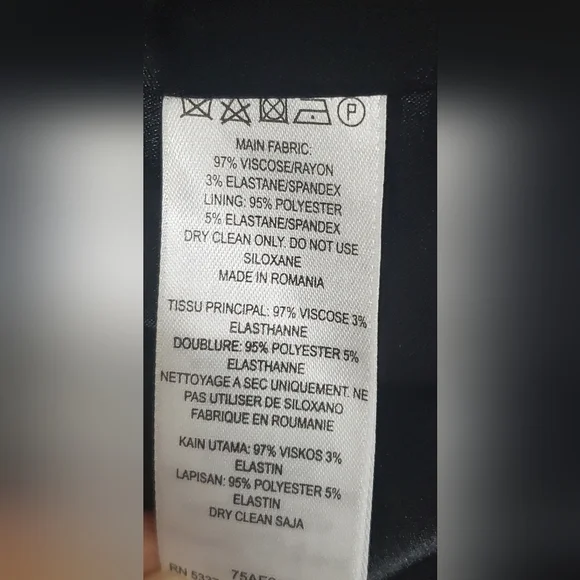 P
MAIN FABRIC:
97% VISCOSE/RAYON
3% ELASTANE/SPANDEX
LINING: 95% POLYESTER
5% ELASTANE/SPANDEX
DRY CLEAN ONLY. DO NOT USE
SILOXANE
MADE IN ROMANIA
TISSU PRINCIPAL: 97% VISCOSE 3%
ELASTHANNE
DOUBLURE: 95% POLYESTER 5%
ELASTHANNE
NETTOYAGE A SEC UNIQUEMENT. NE
PAS UTILISER DE SILOXANO
FABRIQUE EN ROUMANIE
KAIN UTAMA: 97% VISKOS 3%
ELASTIN
LAPISAN: 95% POLYESTER 5%
ELASTIN
DRY CLEAN SAJA
RN